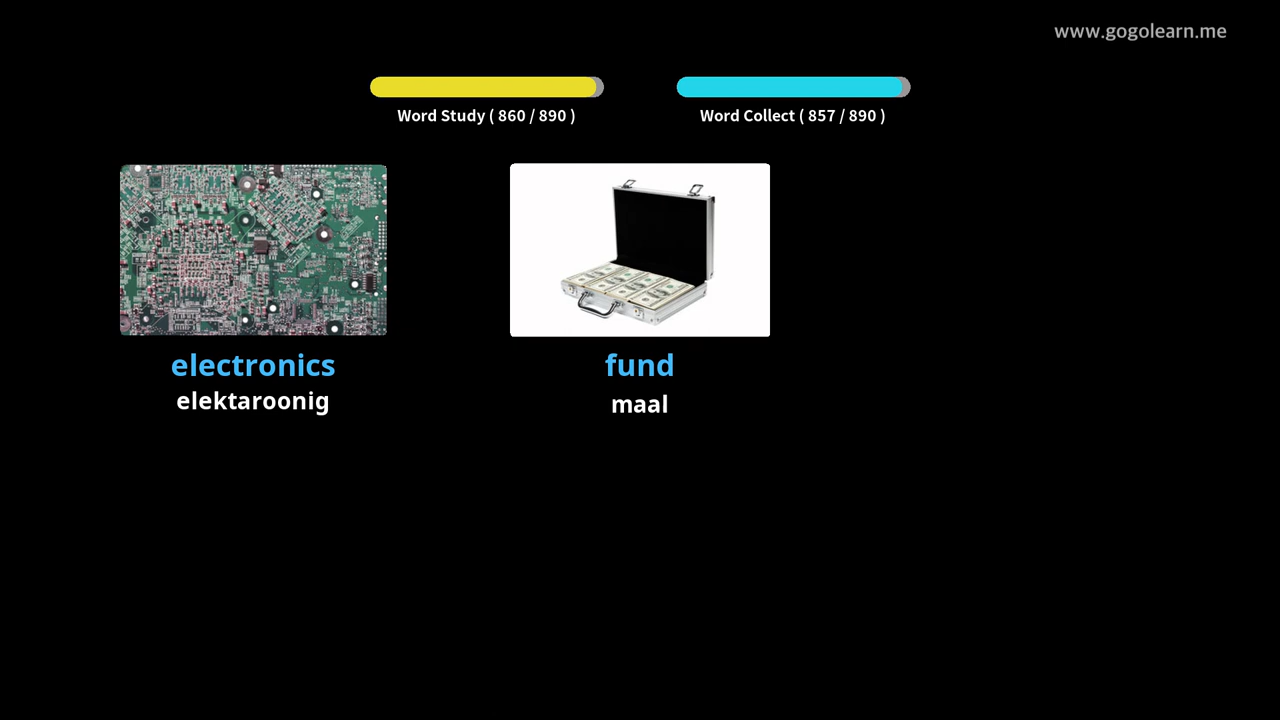 www.gogolearn.me
Word Study ( 860 / 890 )
Word Collect ( 857 / 890 )
electronics
elektaroonig
fund
maal